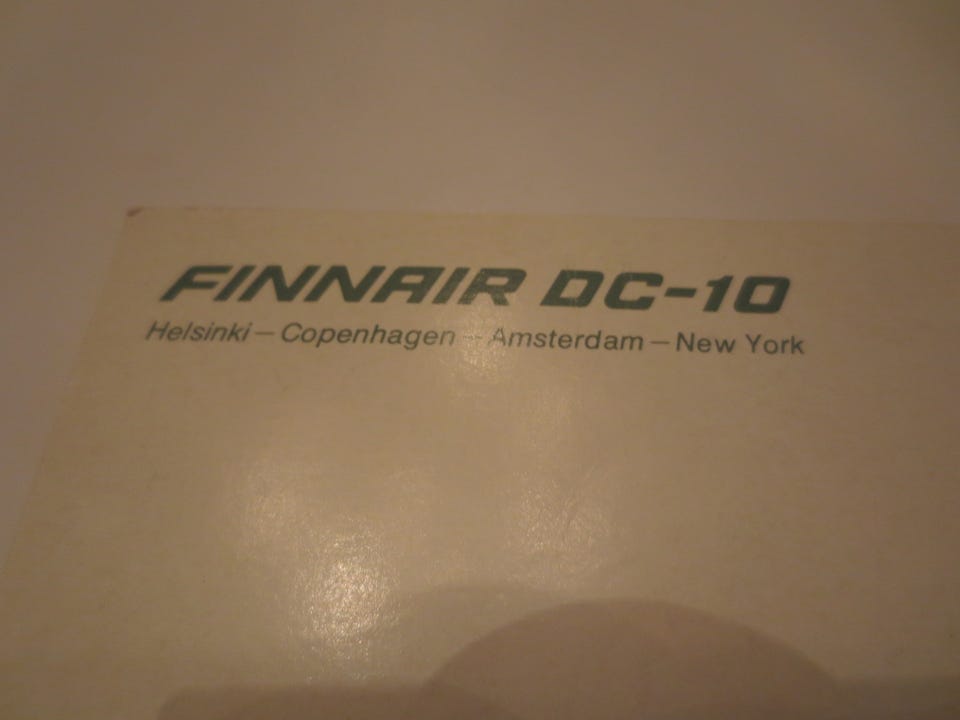 FINNAIR DC-10
Helsinki – Copenhagen – Amsterdam – New York